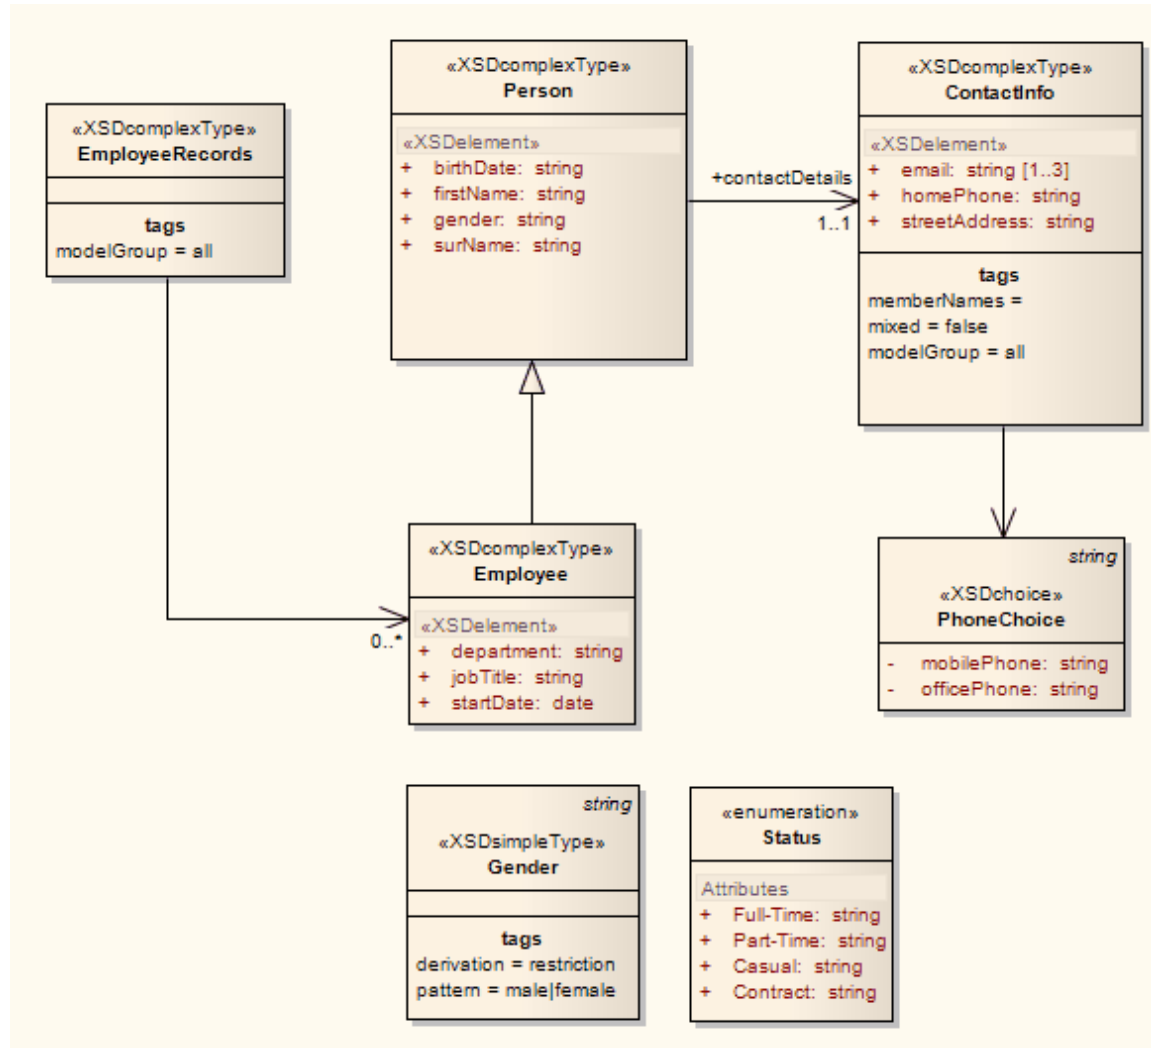 «XSDcomplexType»
EmployeeRecords
tags
modelGroup = all
«XSDcomplexType»
Person
«XSDelement»
+ birthDate: string
+ firstName: string
+ gender: string
+ surName: string
+contactDetails
1..1
«XSDcomplexType»
ContactInfo
«XSDelement»
+ email: string [1..3]
+ homePhone: string
+ streetAddress: string
tags
memberNames =
mixed = false
modelGroup = all
0..*
«XSDcomplexType»
Employee
«XSDelement»
+ department: string
+ jobTitle: string
+ startDate: date
string
«XSDchoice»
PhoneChoice
- mobilePhone: string
- officePhone: string
string
«XSDsimpleType»
Gender
tags
derivation = restriction
pattern = male|female
«enumeration»
Status
Attributes
+ Full-Time: string
+ Part-Time: string
+ Casual: string
+ Contract: string